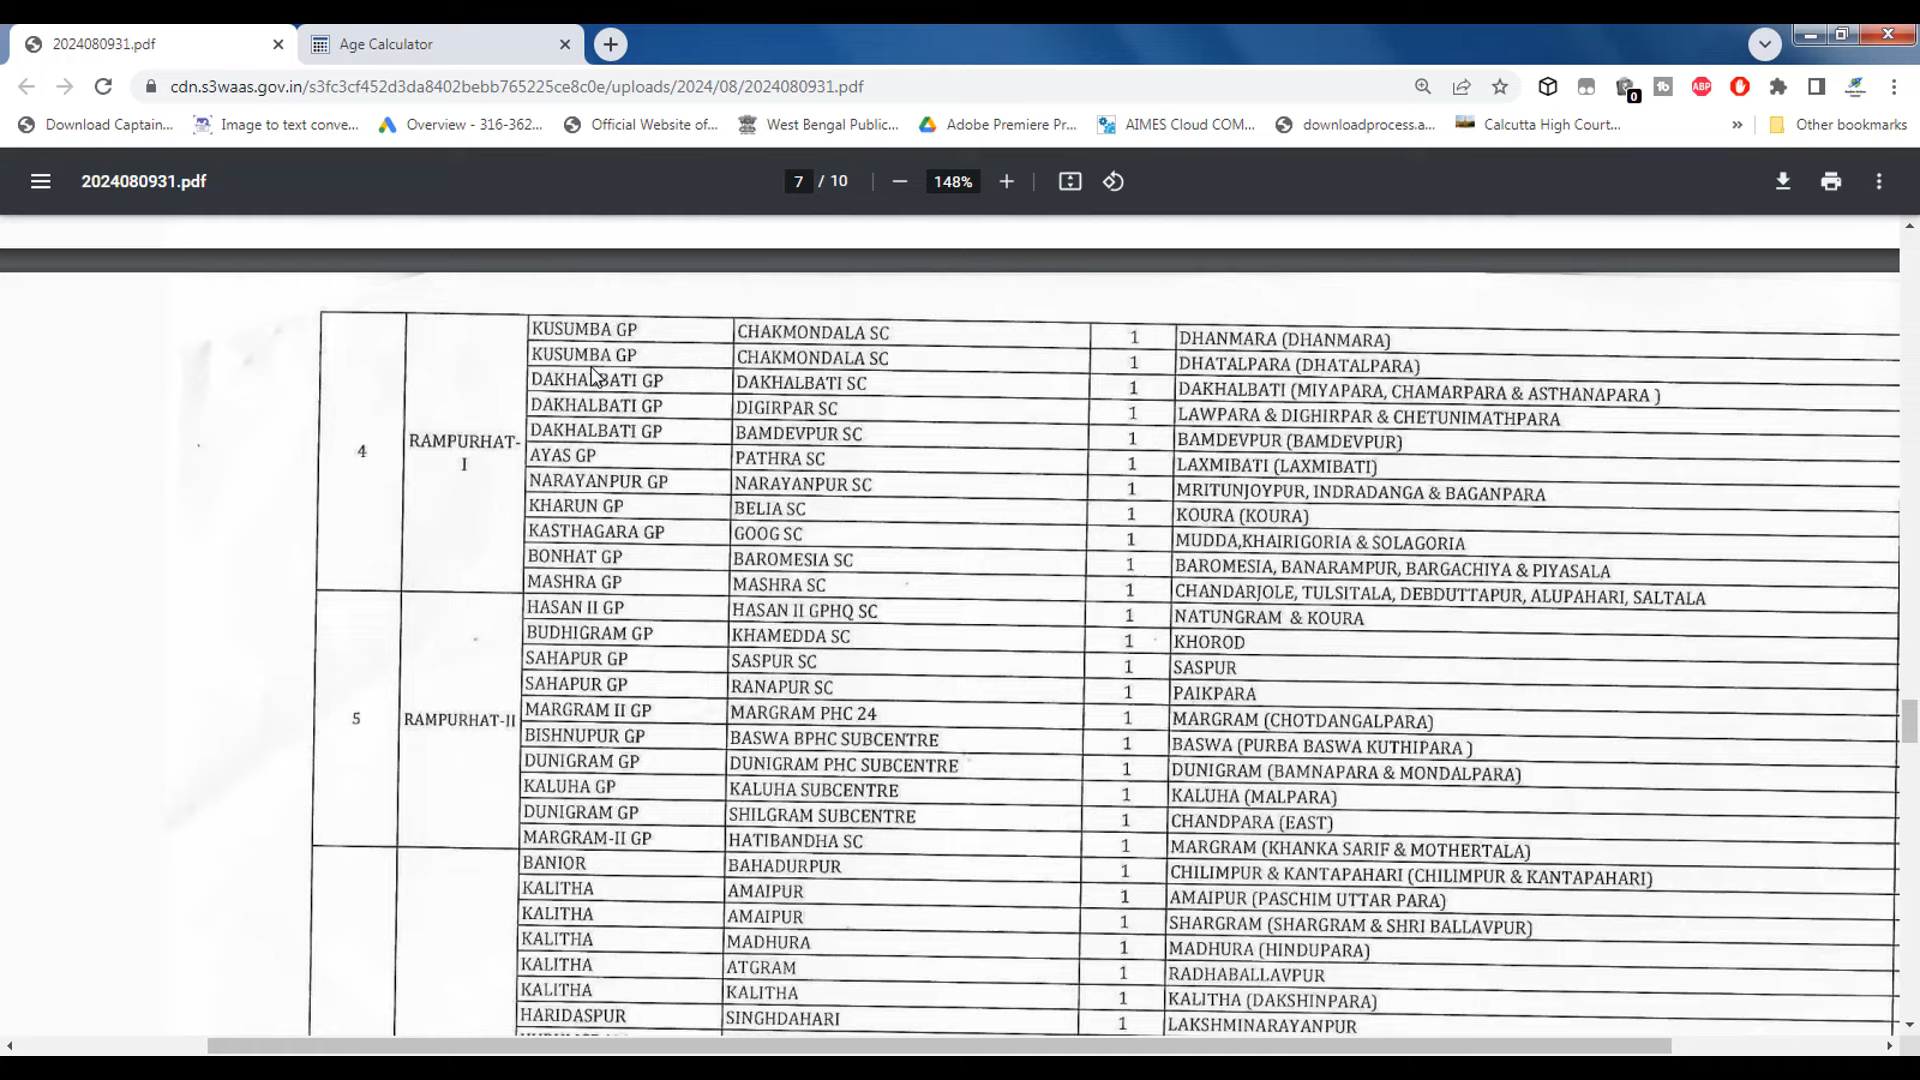 2024080931.pdf
Age Calculator
cdn.s3waas.gov.in/s3fc3cf452d3da8402bebb765225ce8c0e/uploads/2024/08/2024080931.pdf
0
ABP
Download Captain... Image to text conve... Overview - 316-362... Official Website of... West Bengal Public... Adobe Premiere Pr... AIMES Cloud COM... downloadprocess.a... Calcutta High Court... » Other bookmarks
2024080931.pdf 7 / 10 148%
KUSUMBA GP CHAKMONDALA SC 1 DHANMARA (DHANMARA)
KUSUMBA GP CHAKMONDALA SC 1 DHATALPARA (DHATALPARA)
DAKHALBATI GP DAKHALBATI SC 1 DAKHALBATI (MIYAPARA, CHAMARPARA & ASTHANAPARA )
DAKHALBATI GP DIGIRPAR SC 1 LAWPARA & DIGHIRPAR & CHETUNIMATHPARA
DAKHALBATI GP BAMDEVPUR SC 1 BAMDEVPUR (BAMDEVPUR)
4 RAMPURHAT-I AYAS GP PATHRA SC 1 LAXMIBATI (LAXMIBATI)
NARAYANPUR GP NARAYANPUR SC 1 MRITUNJOYPUR, INDRADANGA & BAGANPARA
KHARUN GP BELIA SC 1 KOURA (KOURA)
KASTHAGARA GP GOOG SC 1 MUDDA,KHAIRIGORIA & SOLAGORIA
BONHAT GP BAROMESIA SC 1 BAROMESIA, BANARAMPUR, BARGACHIYA & PIYASALA
MASHRA GP MASHRA SC 1 CHANDARJOLE, TULSITALA, DEBDUTTAPUR, ALUPAHARI, SALTALA
HASAN II GP HASAN II GPHQ SC 1 NATUNGRAM & KOURA
BUDHIGRAM GP KHAMEDDA SC 1 KHOROD
SAHAPUR GP SASPUR SC 1 SASPUR
SAHAPUR GP RANAPUR SC 1 PAIKPARA
5 RAMPURHAT-II MARGRAM II GP MARGRAM PHC 24 1 MARGRAM (CHOTDANGALPARA)
BISHNUPUR GP BASWA BPHC SUBCENTRE 1 BASWA (PURBA BASWA KUTHIPARA )
DUNIGRAM GP DUNIGRAM PHC SUBCENTRE 1 DUNIGRAM (BAMNAPARA & MONDALPARA)
KALUHA GP KALUHA SUBCENTRE 1 KALUHA (MALPARA)
DUNIGRAM GP SHILGRAM SUBCENTRE 1 CHANDPARA (EAST)
MARGRAM-II GP HATIBANDHA SC 1 MARGRAM (KHANKA SARIF & MOTHERTALA)
BANIOR BAHADURPUR 1 CHILIMPUR & KANTAPAHARI (CHILIMPUR & KANTAPAHARI)
KALITHA AMAIPUR 1 AMAIPUR (PASCHIM UTTAR PARA)
KALITHA AMAIPUR 1 SHARGRAM (SHARGRAM & SHRI BALLAVPUR)
KALITHA MADHURA 1 MADHURA (HINDUPARA)
KALITHA ATGRAM 1 RADHABALLAVPUR
KALITHA KALITHA 1 KALITHA (DAKSHINPARA)
HARIDASPUR SINGHDAHARI 1 LAKSHMINARAYANPUR